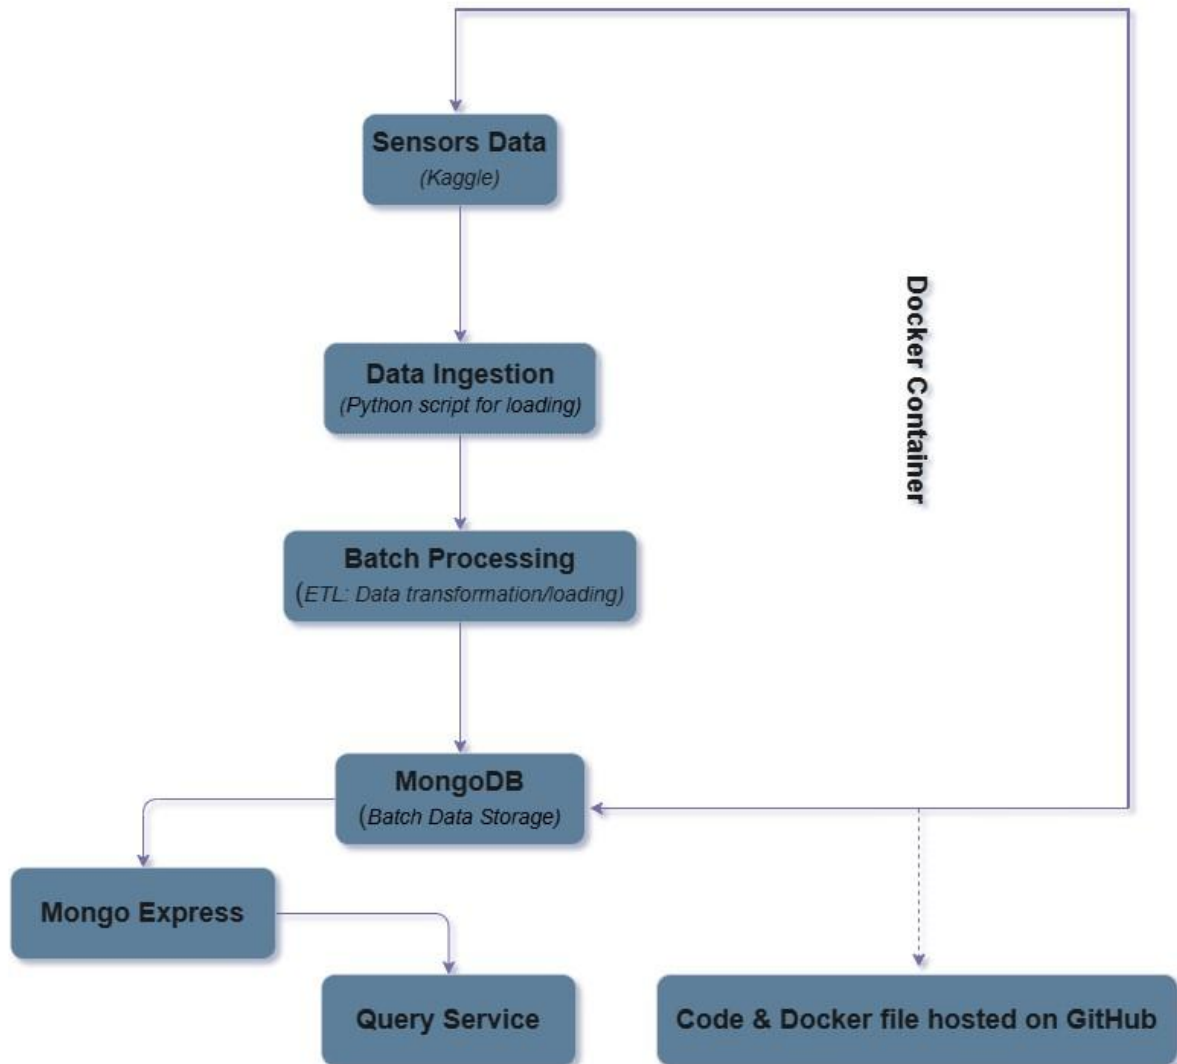 Sensors Data
(Kaggle)
Docker Container
Data Ingestion
(Python script for loading)
Batch Processing
(ETL: Data transformation/loading)
MongoDB
(Batch Data Storage)
Mongo Express
Query Service
Code & Docker file hosted on GitHub